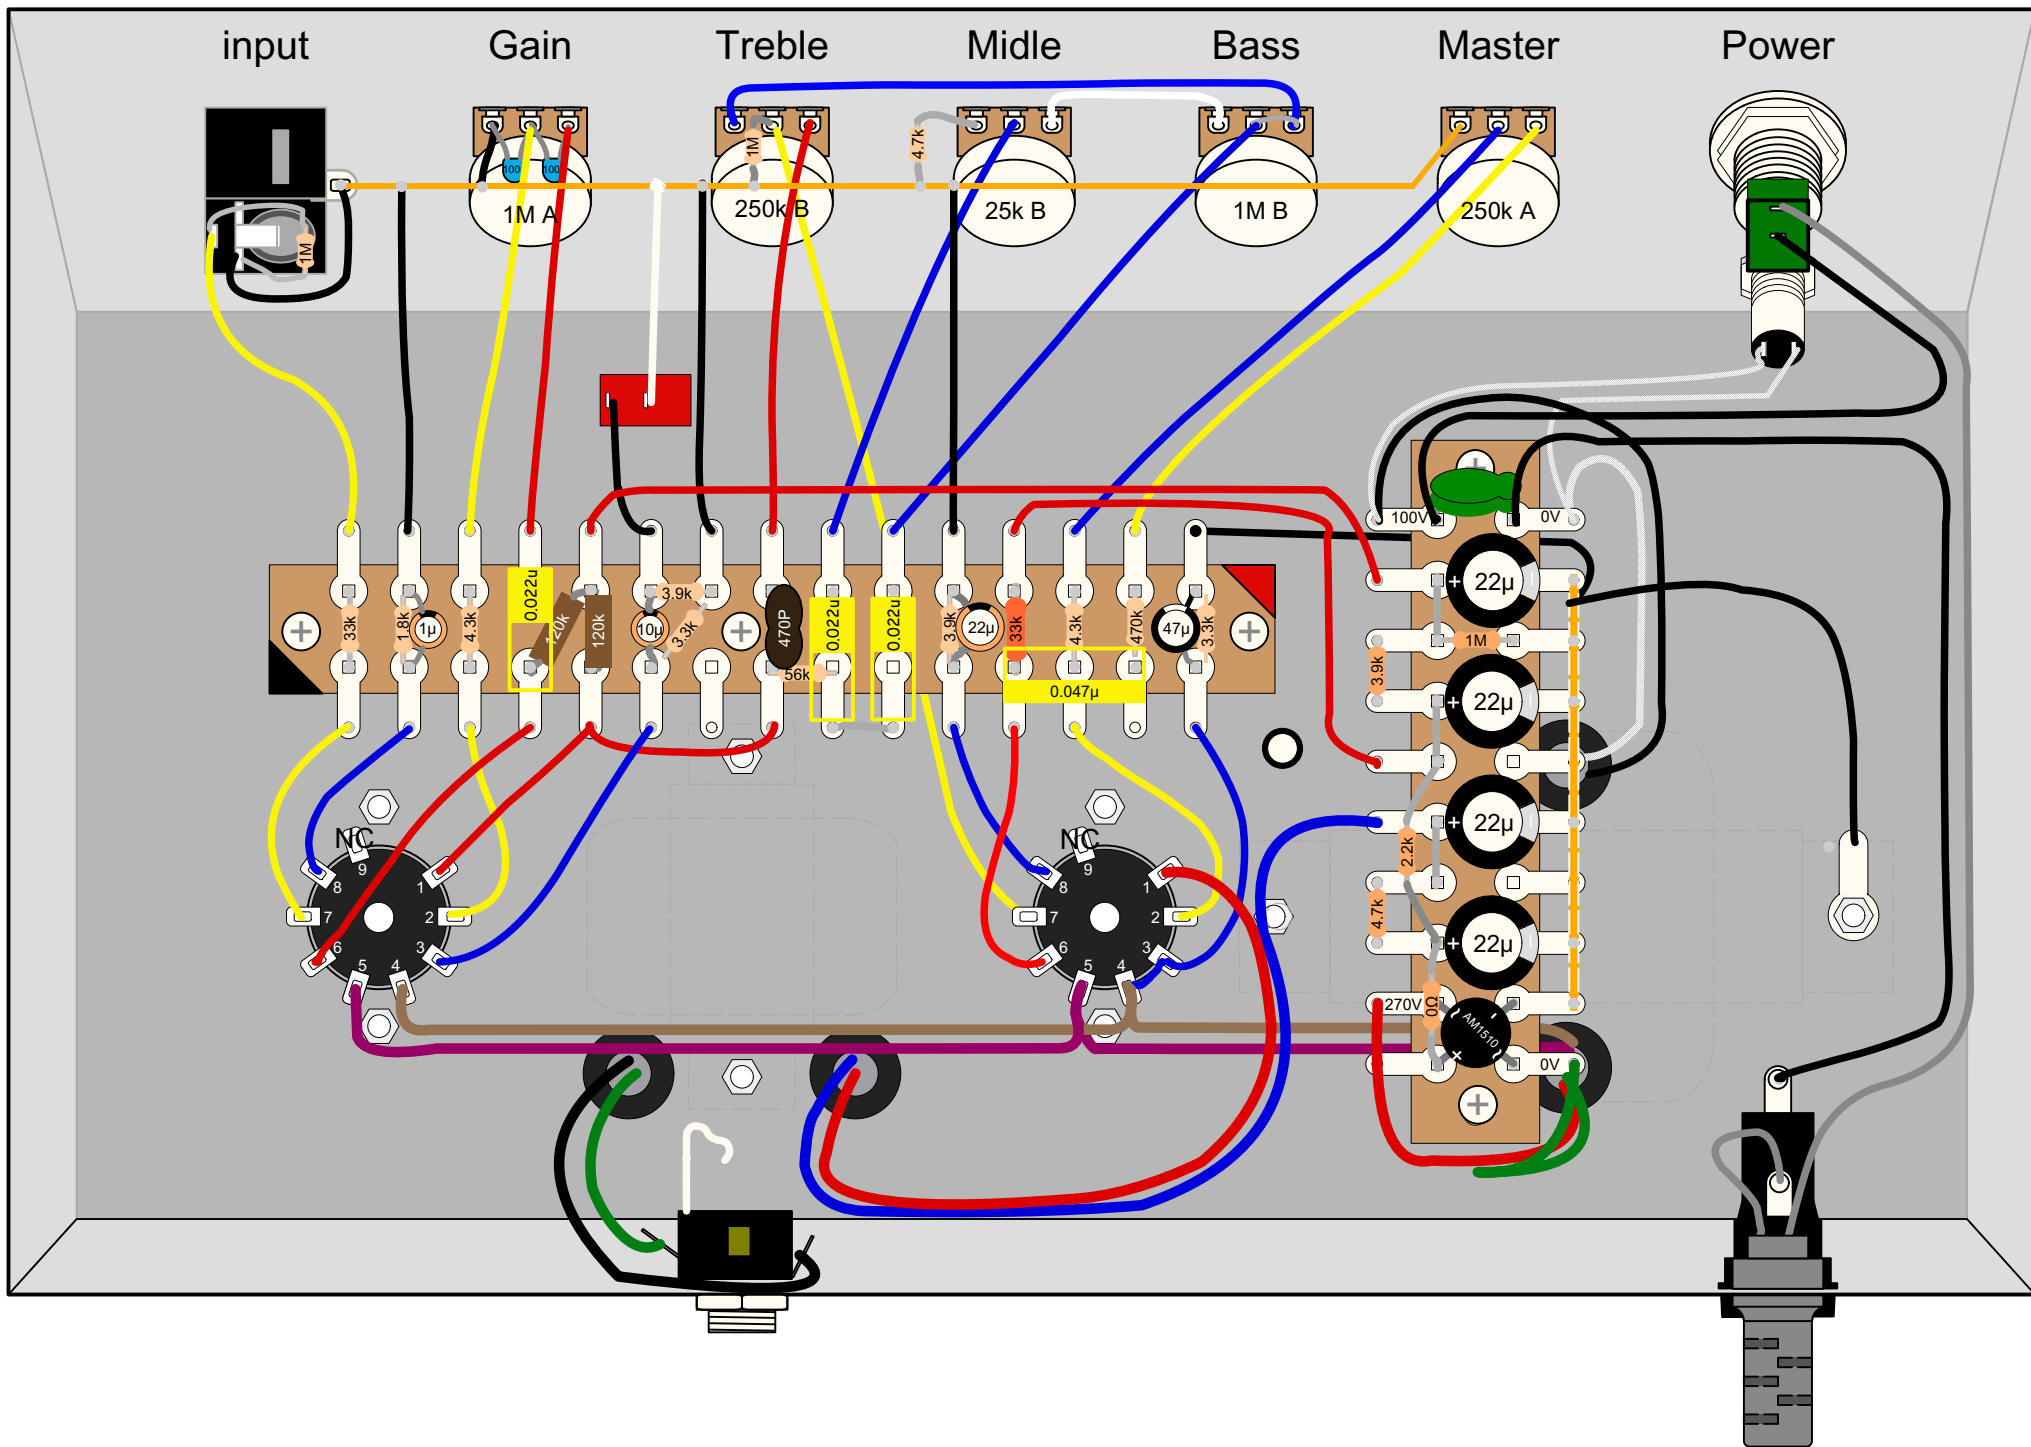 input Gain Treble Midle Bass Master Power
100 100
1M
4.7k
1M A 250k B 25k B 1M B 250k A
1M
100V 0V
0.022u
3.9k
33k 1.8k 1µ 4.3k 120k 120k 10µ 3.3k 470P 0.022u 0.022u 3.9k 22µ 33k 4.3k 470k 47µ 3.3k
56k
0.047µ
22µ
1M
3.9k
22µ
22µ
2.2k
4.7k
22µ
270V 0Ω
AM1510
0V
NC
9
8 1
7 2
6 3
5 4
NC
9
8 1
7 2
6 3
5 4